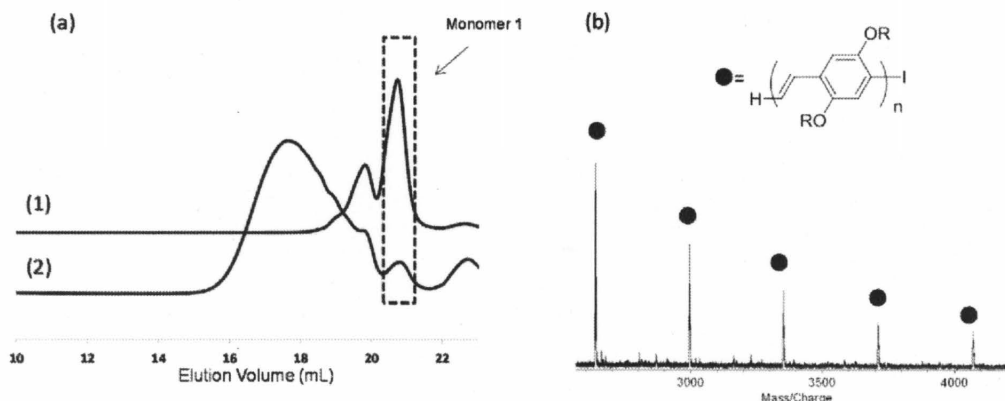 (a)
Monomer 1
(1)
(2)
10 12 14 16 18 20 22
Elution Volume (mL)
(b)
OR
= H I
n
RO
3000 3500 4000
Mass/Charge